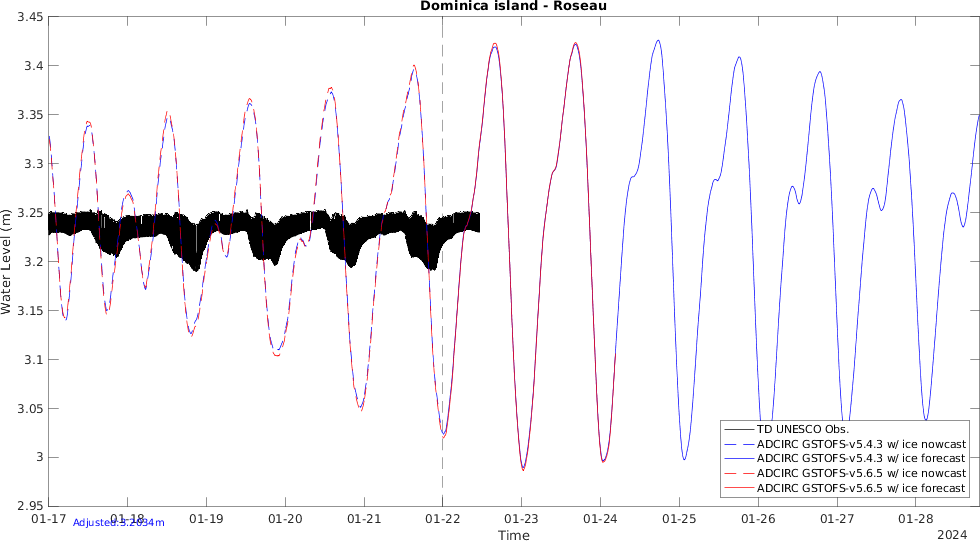 Dominica island - Roseau
3.45
3.4
3.35
3.3
3.25
3.2
3.15
3.1
3.05
3
2.95
Water Level (m)
TD UNESCO Obs.
ADCIRC GSTOFS-v5.4.3 w/ ice nowcast
ADCIRC GSTOFS-v5.4.3 w/ ice forecast
ADCIRC GSTOFS-v5.6.5 w/ ice nowcast
ADCIRC GSTOFS-v5.6.5 w/ ice forecast
01-17 01-18 01-19 01-20 01-21 01-22 01-23 01-24 01-25 01-26 01-27 01-28
Adjusted:3.2634m
Time
2024